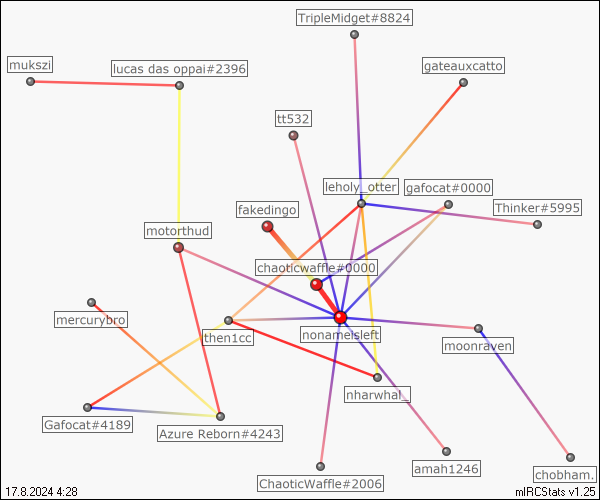 TripleMidget#8824
mukszi
lucas das oppai#2396
gateauxcatto
tt532
leholy_otter
gafocat#0000
fakedingo
Thinker#5995
motorthud
chaoticwaffle#0000
mercurybro
then1cc
nonameisleft
moonraven
nharwhal_
Gafocat#4189
Azure Reborn#4243
ChaoticWaffle#2006
amah1246
chobham.
17.8.2024 4:28
mIRCStats v1.25